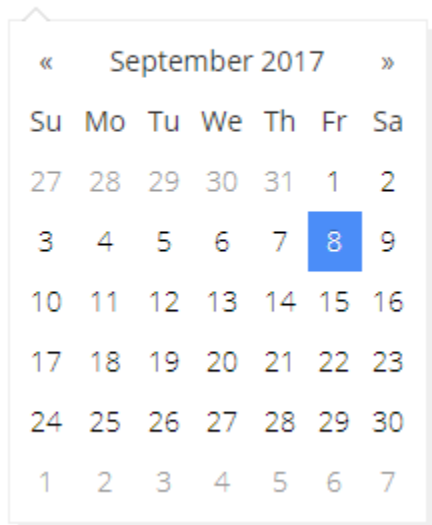 « September 2017 »
Su Mo Tu We Th Fr Sa
27 28 29 30 31 1 2
3 4 5 6 7 8 9
10 11 12 13 14 15 16
17 18 19 20 21 22 23
24 25 26 27 28 29 30
1 2 3 4 5 6 7